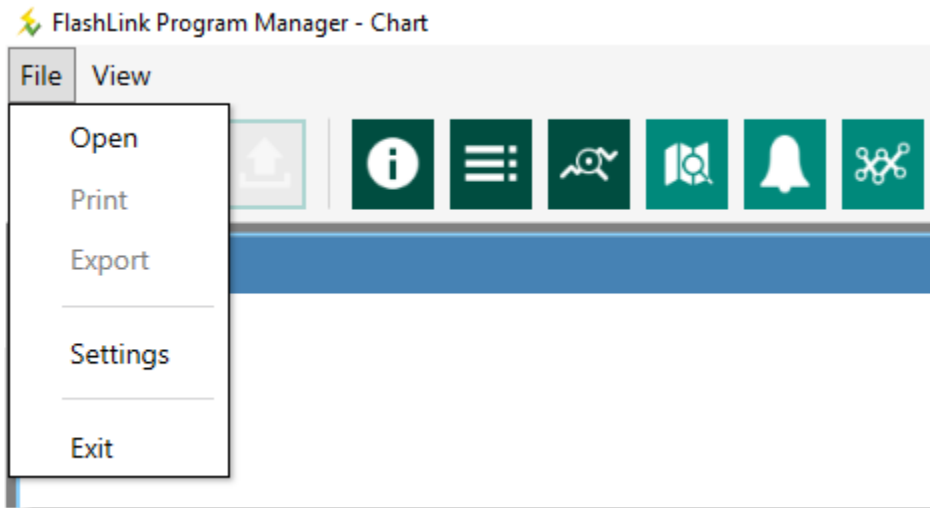 FlashLink Program Manager - Chart
File View
Open
Print
Export
Settings
Exit